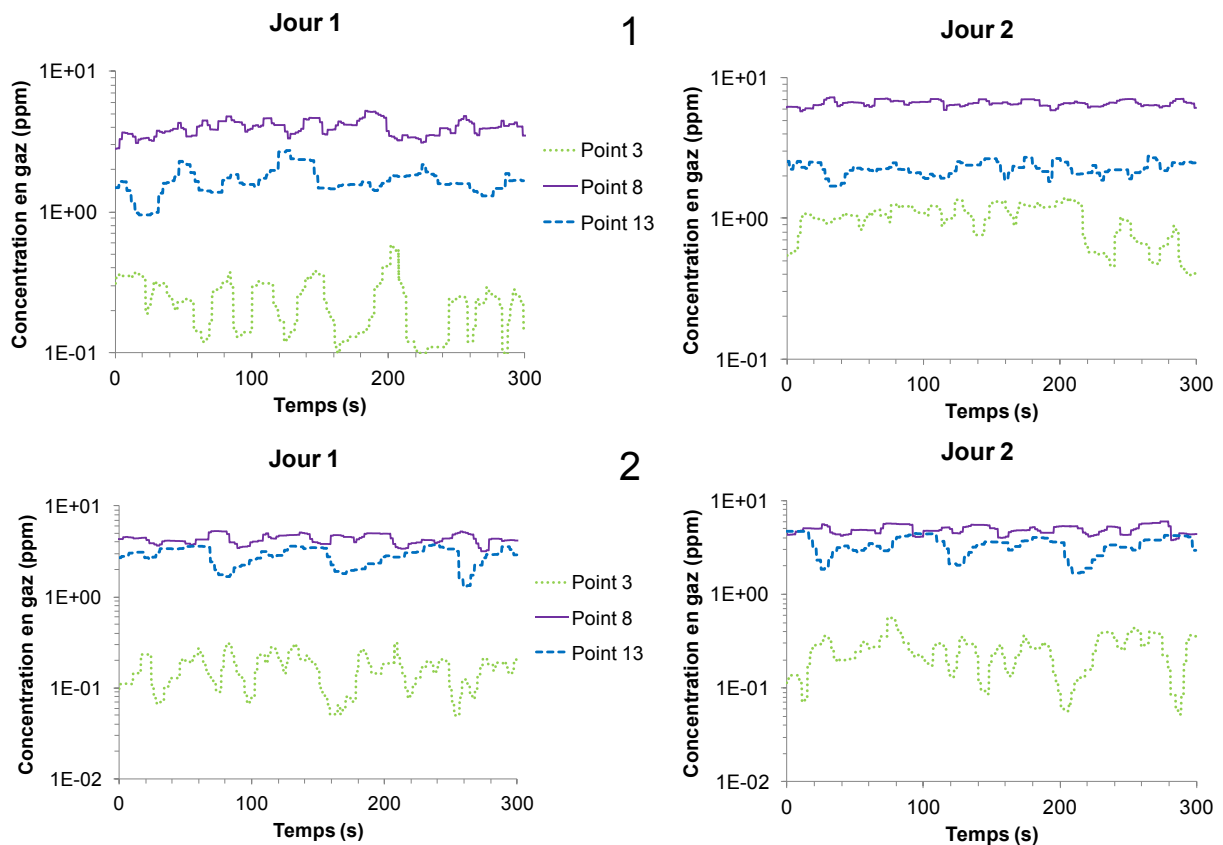 Jour 1
1
Jour 2
Concentration en gaz (ppm)
1E+01
1E+00
1E-01
0
100
200
300
Temps (s)
Point 3
Point 8
Point 13
Concentration en gaz (ppm)
1E+01
1E+00
1E-01
0
100
200
300
Temps (s)
Jour 1
2
Jour 2
Concentration en gaz (ppm)
1E+01
1E+00
1E-01
1E-02
0
100
200
300
Temps (s)
Point 3
Point 8
Point 13
Concentration en gaz (ppm)
1E+01
1E+00
1E-01
1E-02
0
100
200
300
Temps (s)